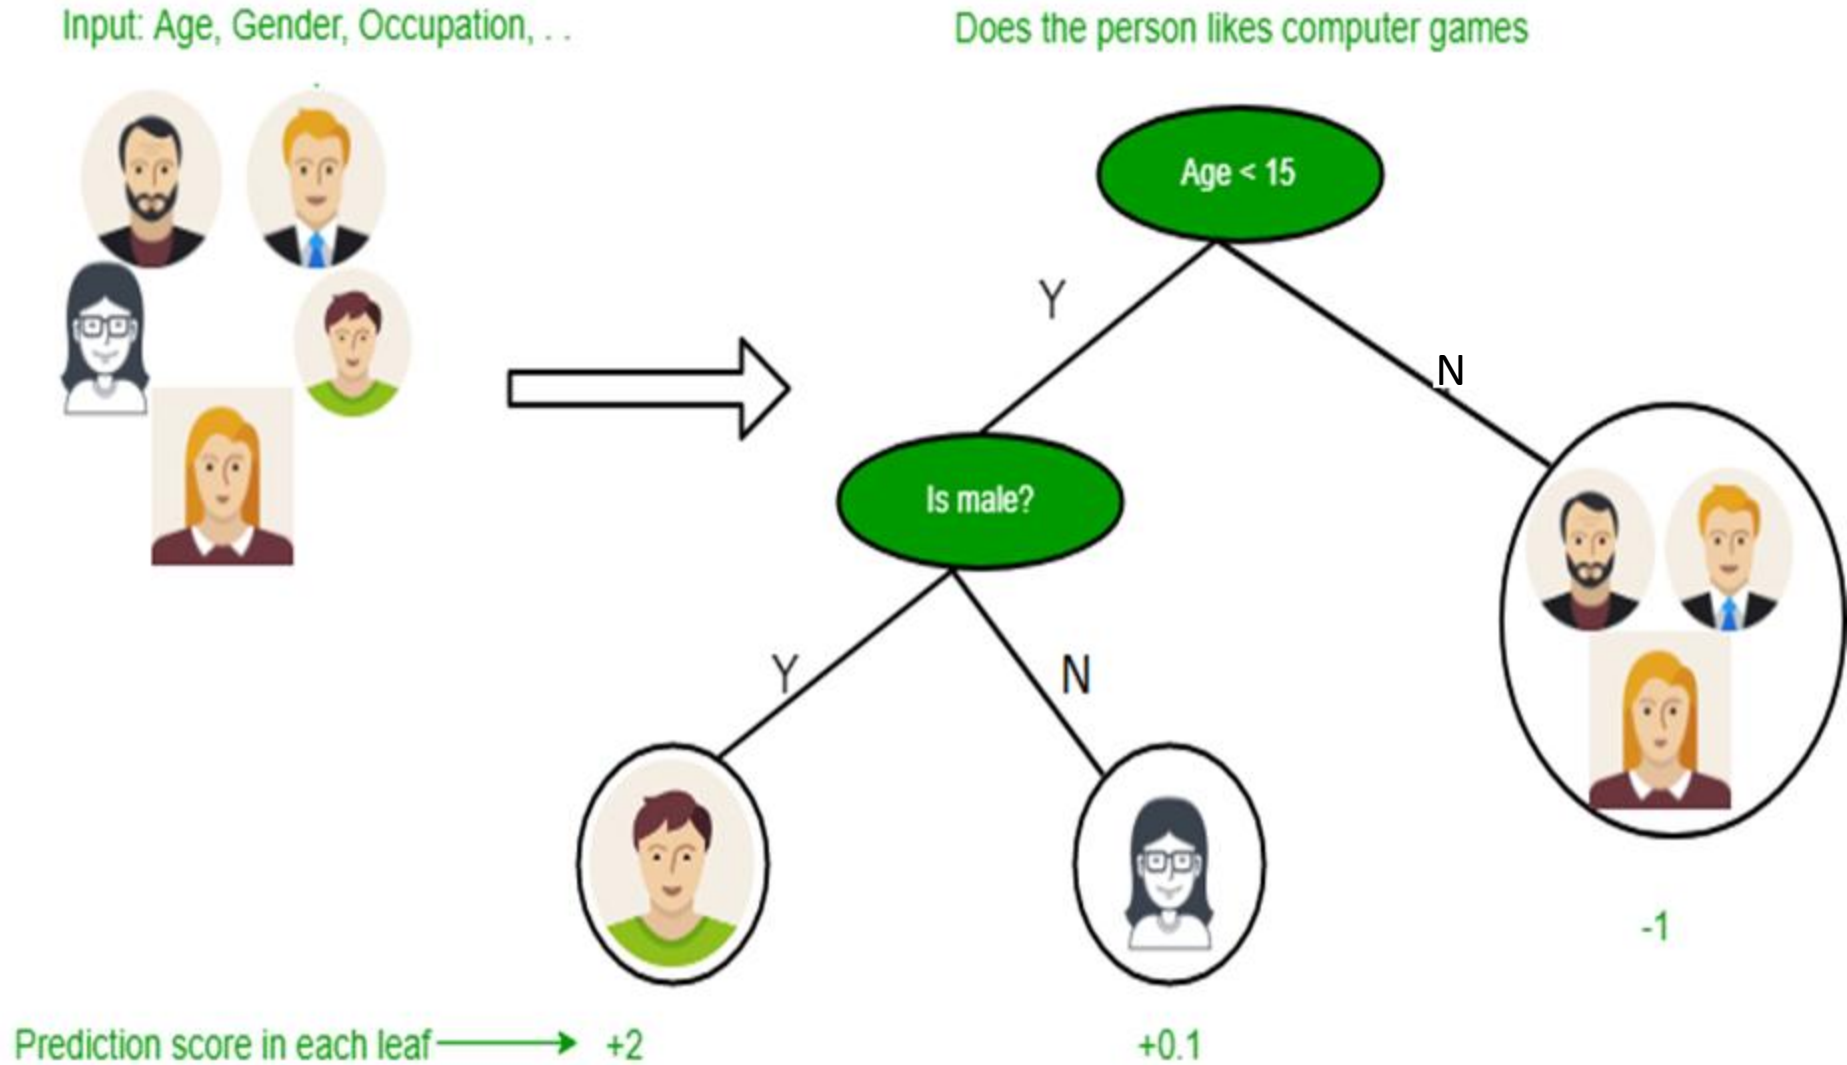 Input: Age, Gender, Occupation, . .
Does the person likes computer games
Age < 15
Y
N
Is male?
Y
N
-1
Prediction score in each leaf
+2
+0.1